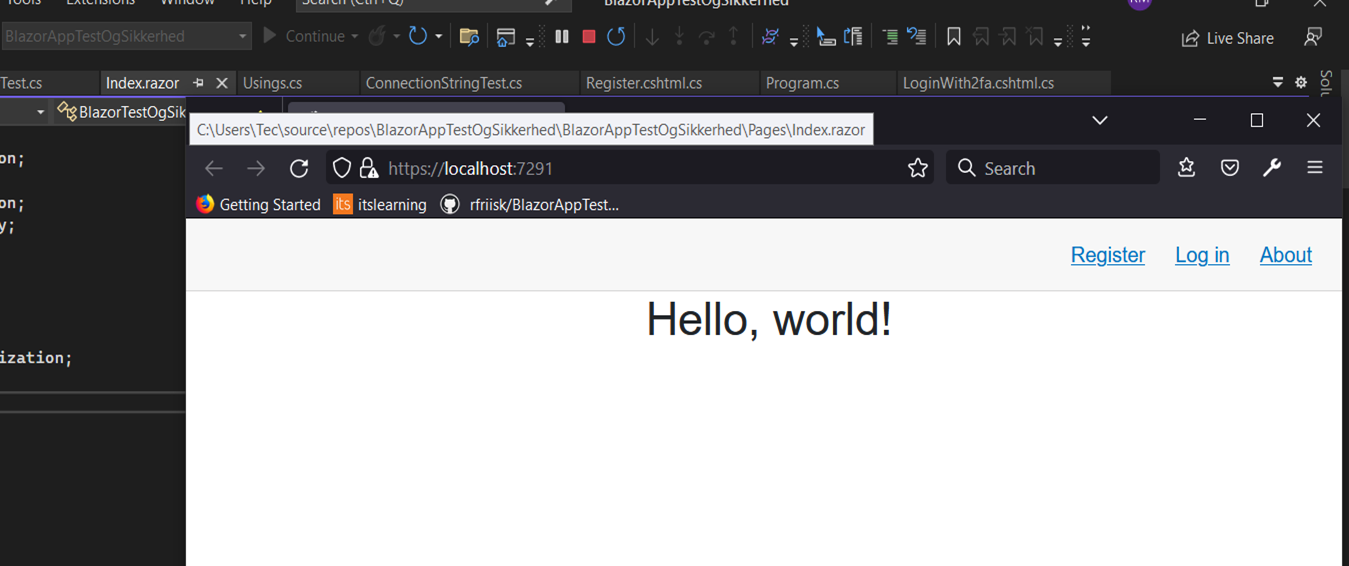 Tools Extensions Window Help Search (Ctrl+Q) BlazorAppTestOgSikkerhed
BlazorAppTestOgSikkerhed Continue Live Share
Test.cs Index.razor Usings.cs ConnectionStringTest.cs Register.cshtml.cs Program.cs LoginWith2fa.cshtml.cs
BlazorTestOgSik
C:\Users\Tec\source\repos\BlazorAppTestOgSikkerhed\BlazorAppTestOgSikkerhed\Pages\Index.razor
on;
https://localhost:7291 Search
on;
Getting Started its itslearning rfriisk/BlazorAppTest...
y;
Register Log in About
Hello, world!
ization;